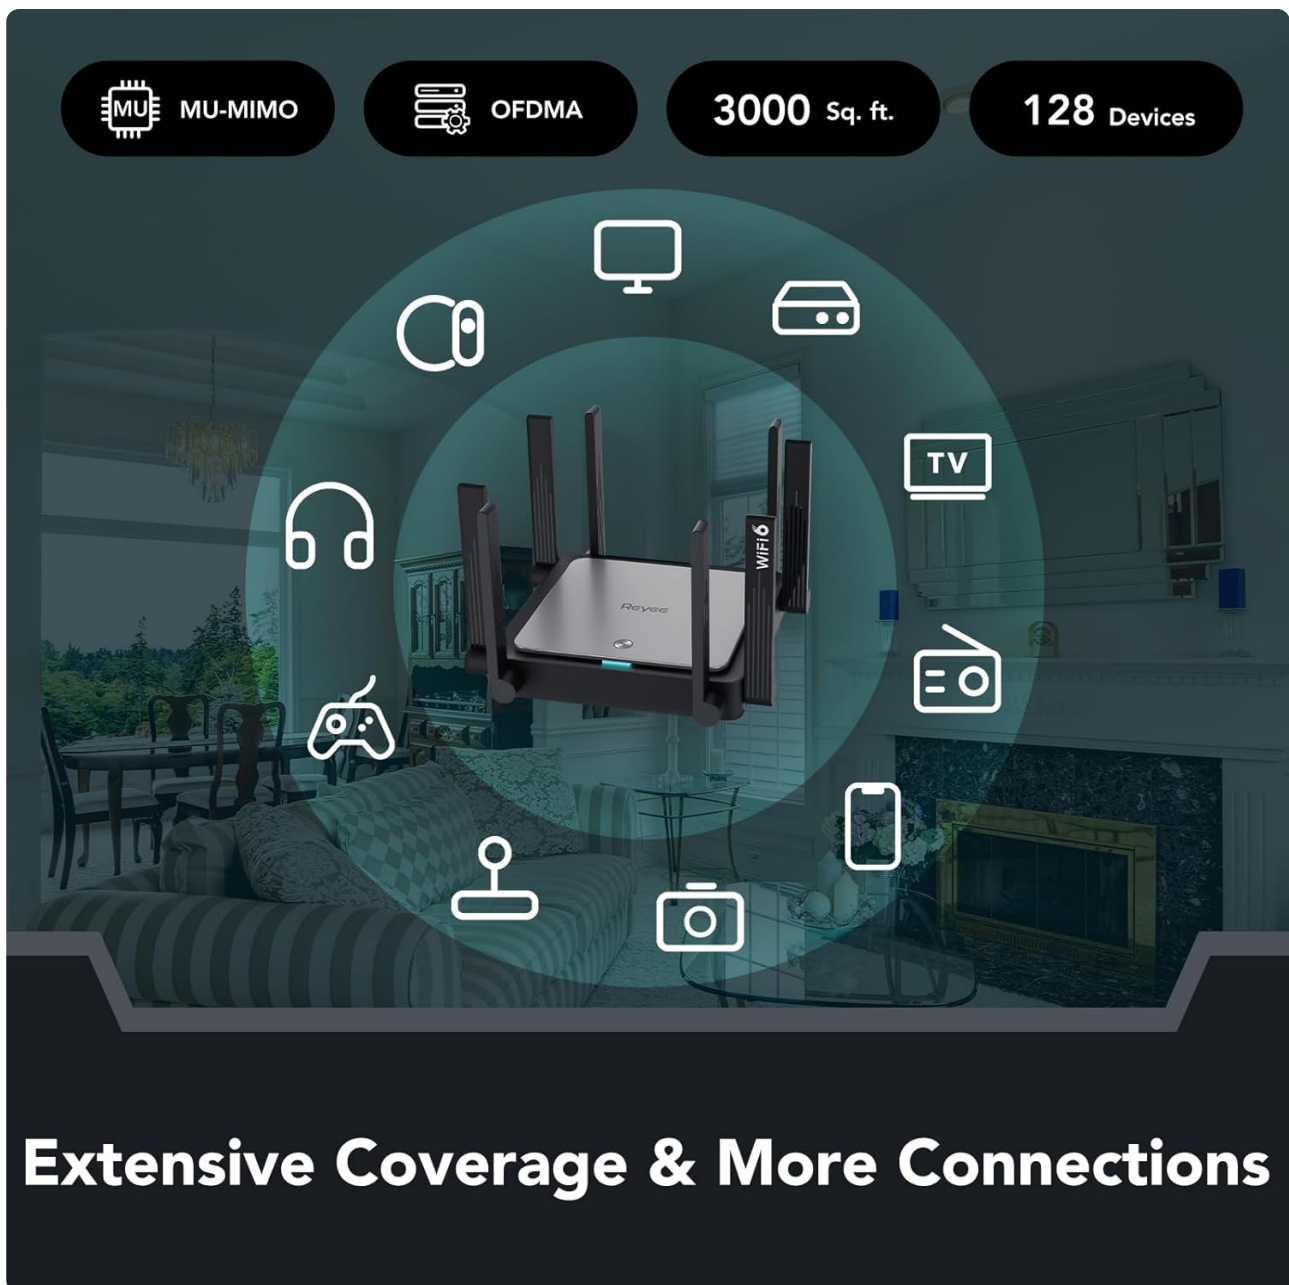 MU MU-MIMO
OFDMA
3000 Sq. ft.
128 Devices
TV
WiFi 6
Reyee
Extensive Coverage & More Connections